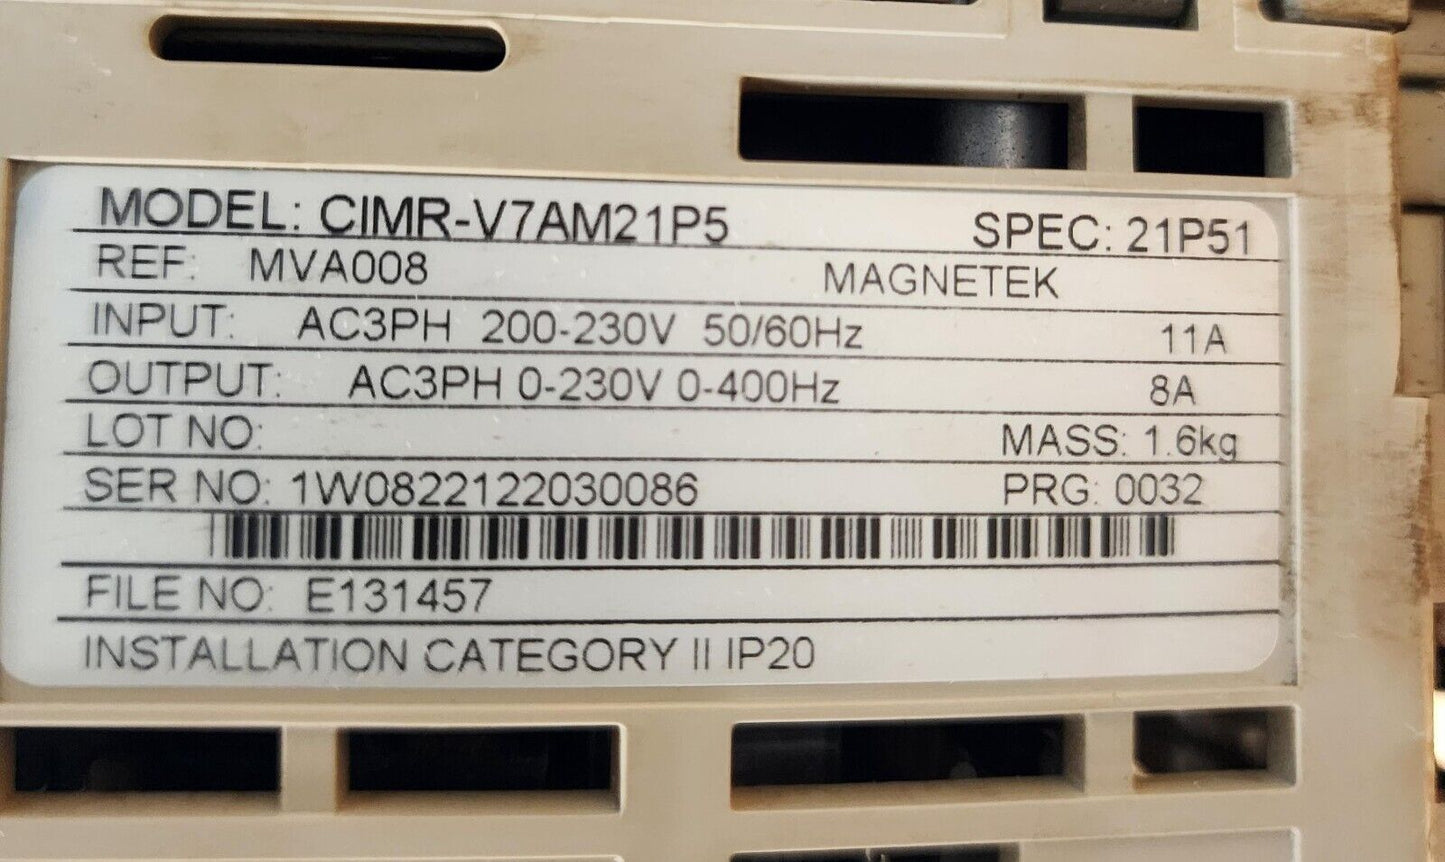 MODEL: CIMR-V7AM21P5 SPEC: 21P51
REF: MVA008 MAGNETEK
INPUT: AC3PH 200-230V 50/60Hz 11A
OUTPUT: AC3PH 0-230V 0-400Hz 8A
LOT NO: MASS: 1.6kg
SER NO: 1W0822122030086 PRG: 0032
FILE NO: E131457
INSTALLATION CATEGORY II IP20